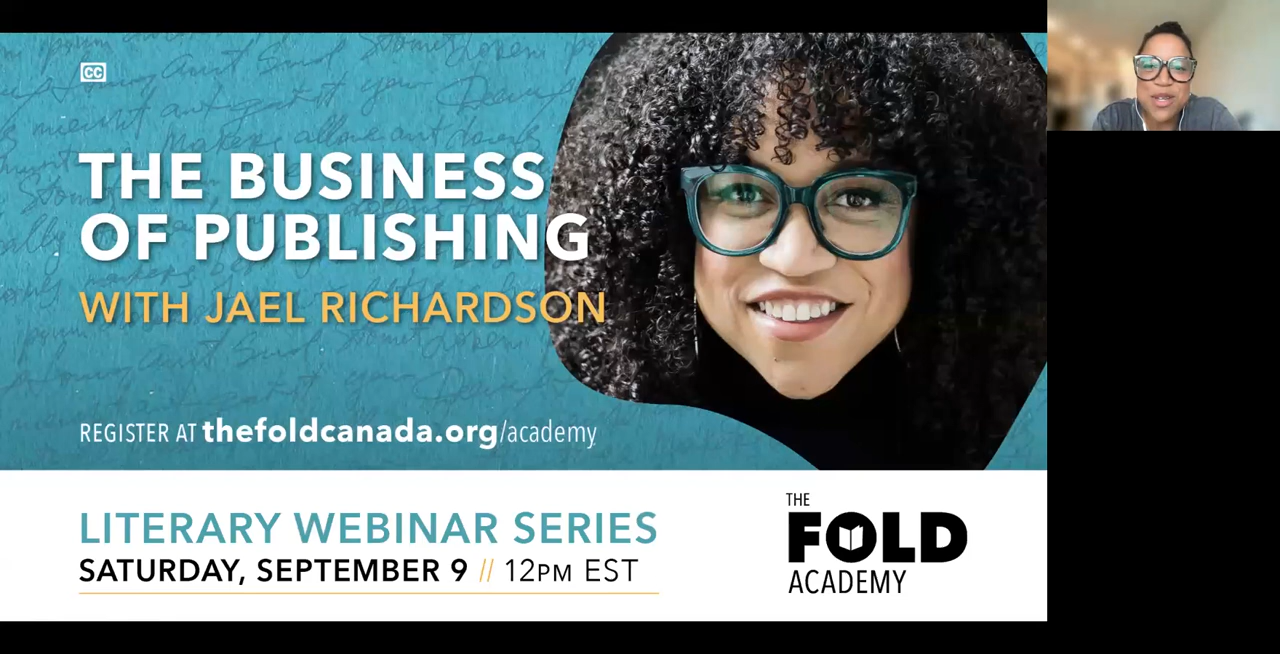 CC
THE BUSINESS
OF PUBLISHING
WITH JAEL RICHARDSON
REGISTER AT thefoldcanada.org/academy
LITERARY WEBINAR SERIES
SATURDAY, SEPTEMBER 9 // 12PM EST
THE
FOLD
ACADEMY